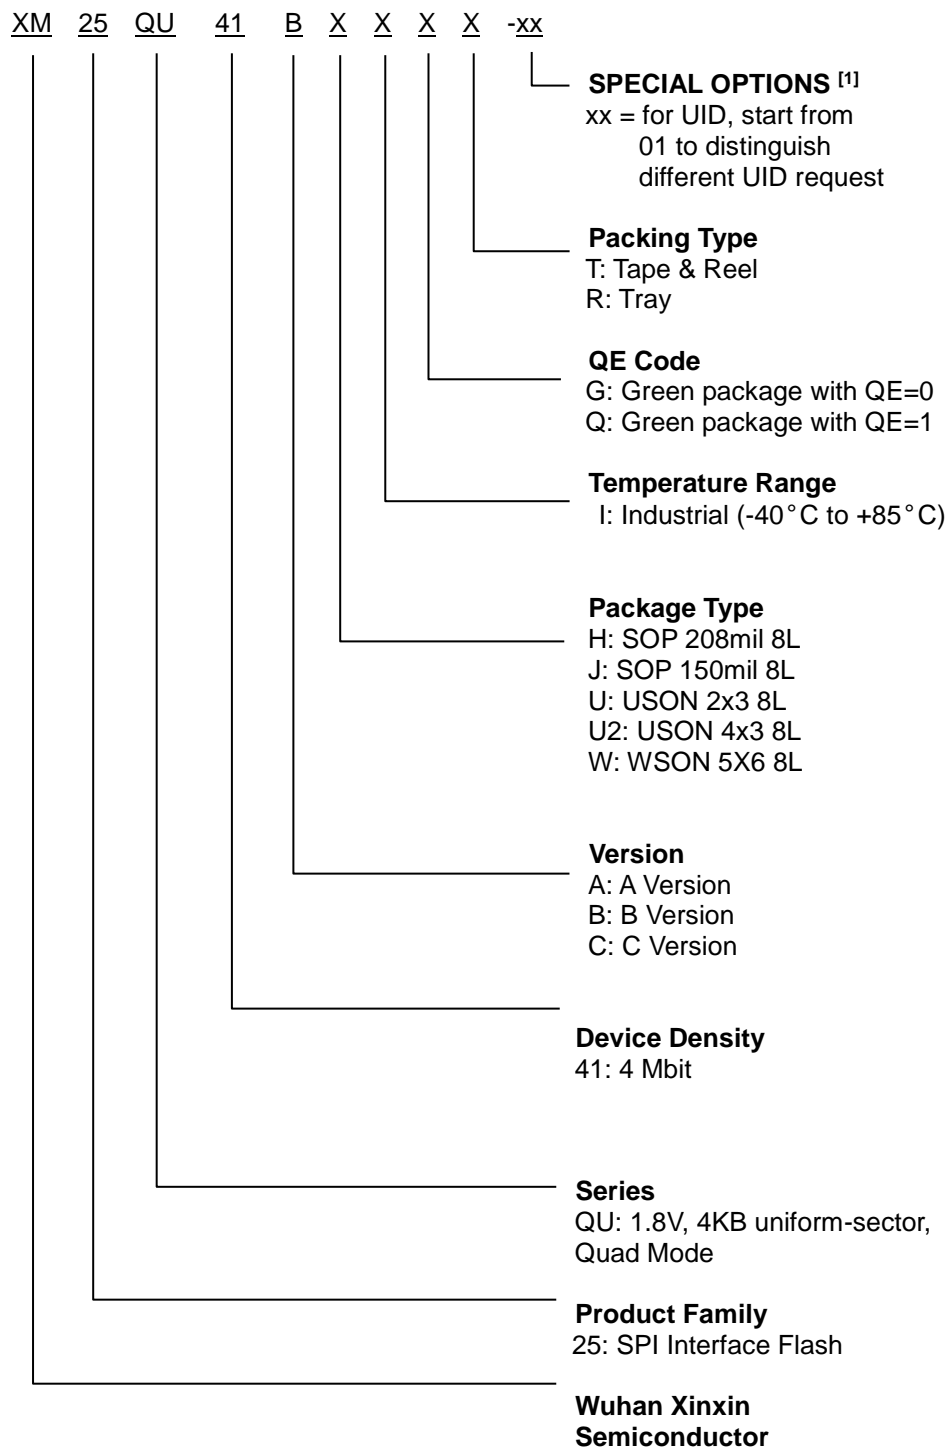 XM 25 QU 41 B X X X X -xx
SPECIAL OPTIONS [1]
xx = for UID, start from
01 to distinguish
different UID request
Packing Type
T: Tape & Reel
R: Tray
QE Code
G: Green package with QE=0
Q: Green package with QE=1
Temperature Range
I: Industrial (-40°C to +85°C)
Package Type
H: SOP 208mil 8L
J: SOP 150mil 8L
U: USON 2x3 8L
U2: USON 4x3 8L
W: WSON 5X6 8L
Version
A: A Version
B: B Version
C: C Version
Device Density
41: 4 Mbit
Series
QU: 1.8V, 4KB uniform-sector,
Quad Mode
Product Family
25: SPI Interface Flash
Wuhan Xinxin
Semiconductor